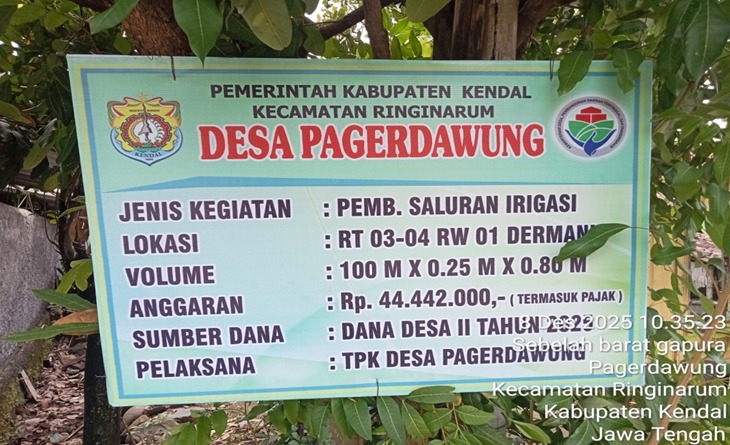 PEMERINTAH KABUPATEN KENDAL
KECAMATAN RINGINARUM
DESA PAGERDAWUNG
KENDAL
JENIS KEGIATAN : PEMB. SALURAN IRIGASI
LOKASI : RT 03-04 RW 01
VOLUME : 100 M X 0.25 M X 0.80 M
ANGGARAN : Rp. 44.442.000,- ( TERMASUK PAJAK )
SUMBER DANA : DANA DESA II TAHUN
PELAKSANA : TPK DESA PAGERDAWUNG
8 Des 2025 10.35.23
Sebelah barat gapura
Pagerdawung
Kecamatan Ringinarum
Kabupaten Kendal
Jawa Tengah